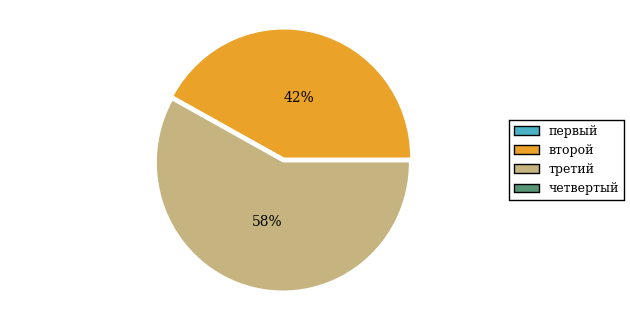 42%
58%
первый
второй
третий
четвертый